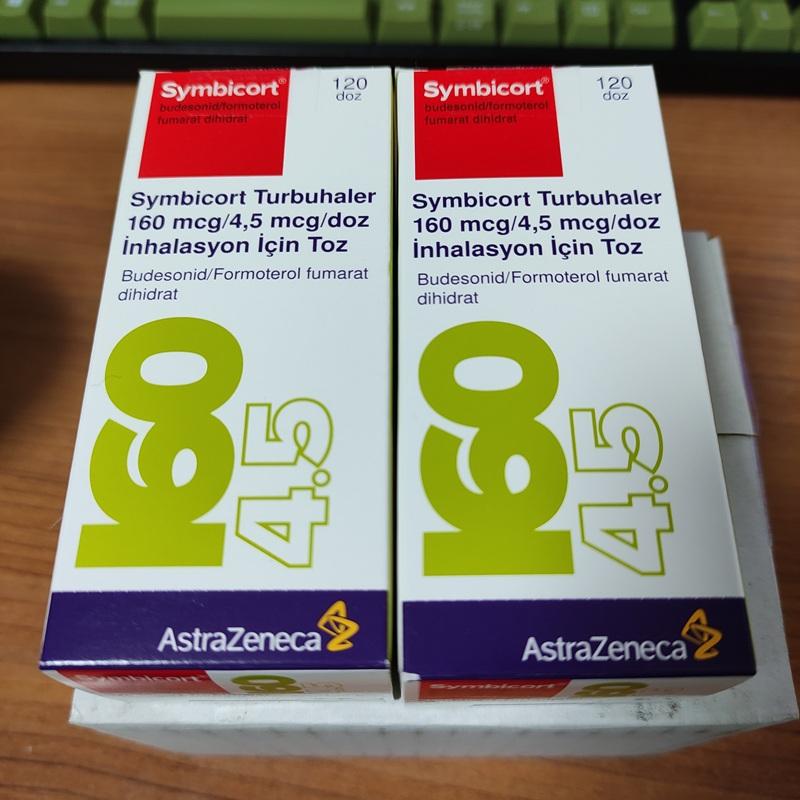 Symbicort®
budesonid/formoterol
fumarat dihidrat
120
doz
Symbicort Turbuhaler
160 mcg/4,5 mcg/doz
İnhalasyon İçin Toz
Budesonid/Formoterol fumarat
dihidrat
160
4.5
AstraZeneca
Symbicort
160
Symbicort®
budesonid/formoterol
fumarat dihidrat
120
doz
Symbicort Turbuhaler
160 mcg/4,5 mcg/doz
İnhalasyon İçin Toz
Budesonid/Formoterol fumarat
dihidrat
160
4.5
AstraZeneca
Symbicort
160